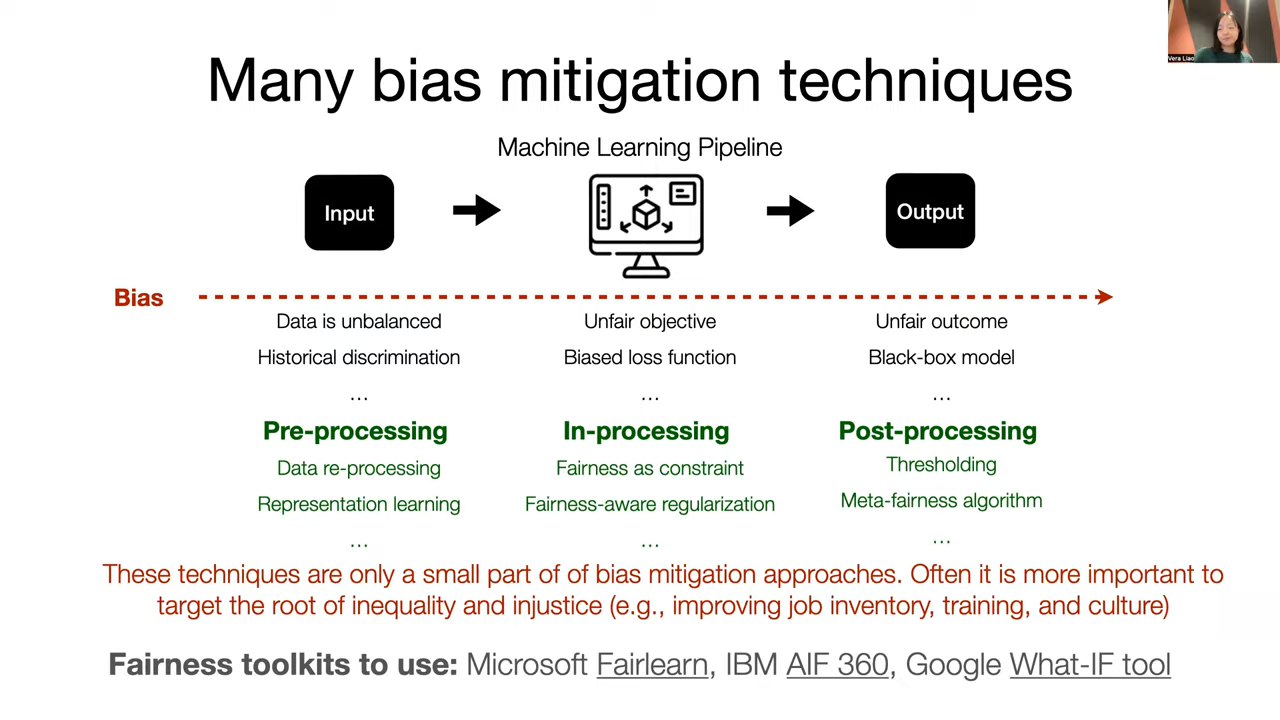 Vera Liao
Many bias mitigation techniques
Machine Learning Pipeline
Input
Output
Bias
Data is unbalanced
Unfair objective
Unfair outcome
Historical discrimination
Biased loss function
Black-box model
...
...
...
Pre-processing
In-processing
Post-processing
Data re-processing
Fairness as constraint
Thresholding
Representation learning
Fairness-aware regularization
Meta-fairness algorithm
...
...
...
These techniques are only a small part of of bias mitigation approaches. Often it is more important to
target the root of inequality and injustice (e.g., improving job inventory, training, and culture)
Fairness toolkits to use: Microsoft Fairlearn, IBM AIF 360, Google What-IF tool